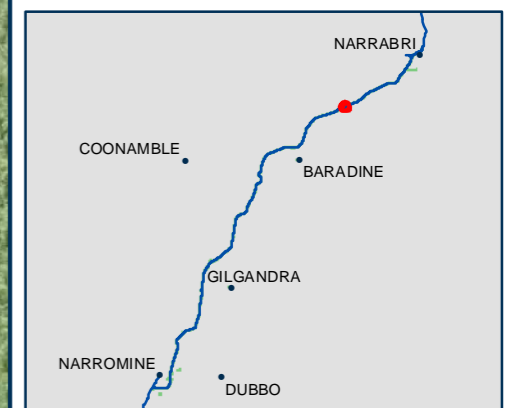 NARRABRI
COONAMBLE
BARADINE
GILGANDRA
NARROMINE
DUBBO